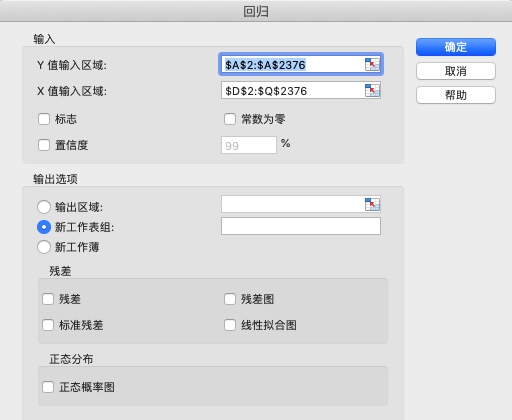 回归
输入
Y 值输入区域: $A$2:$A$2376
X 值输入区域: $D$2:$Q$2376
标志 常数为零
置信度 99 %
确定
取消
帮助
输出选项
输出区域:
新工作表组:
新工作薄
残差
残差 残差图
标准残差 线性拟合图
正态分布
正态概率图